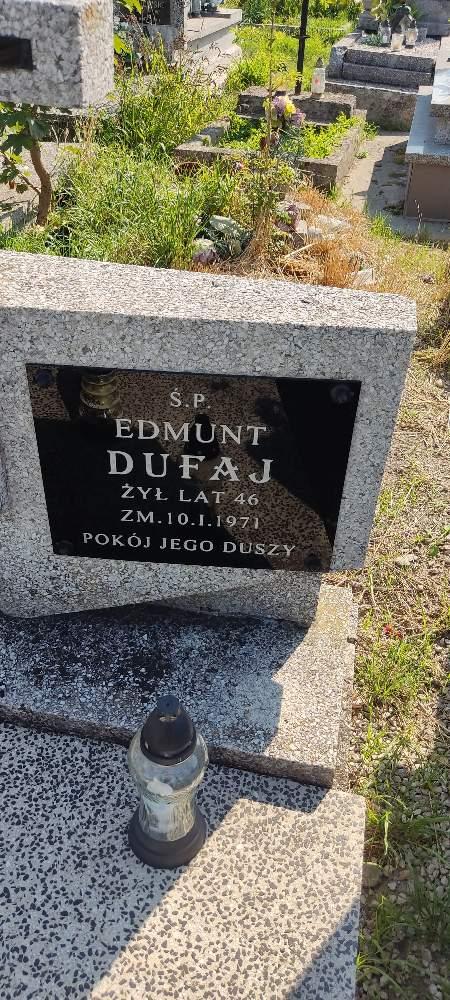 Ś.P.
EDMUNT
DUFAJ
ŻYŁ LAT 46
ZM.10.I.1971
POKÓJ JEGO DUSZY